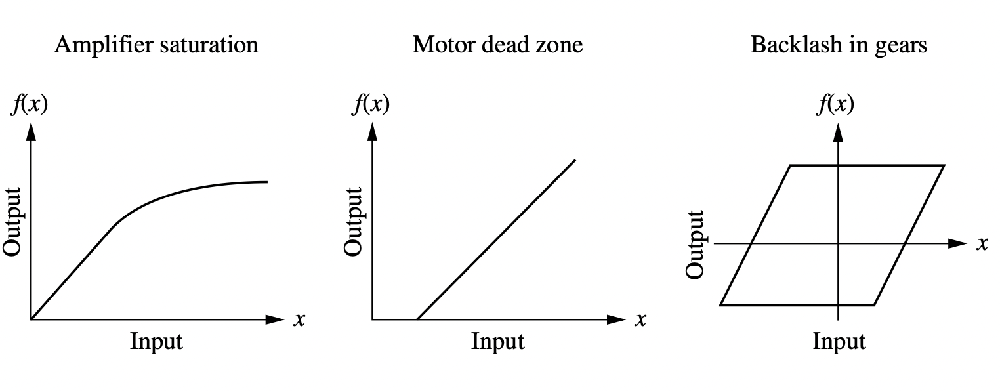 Amplifier saturation
f(x)
Output
x
Input
Motor dead zone
f(x)
Output
x
Input
Backlash in gears
f(x)
Output
x
Input